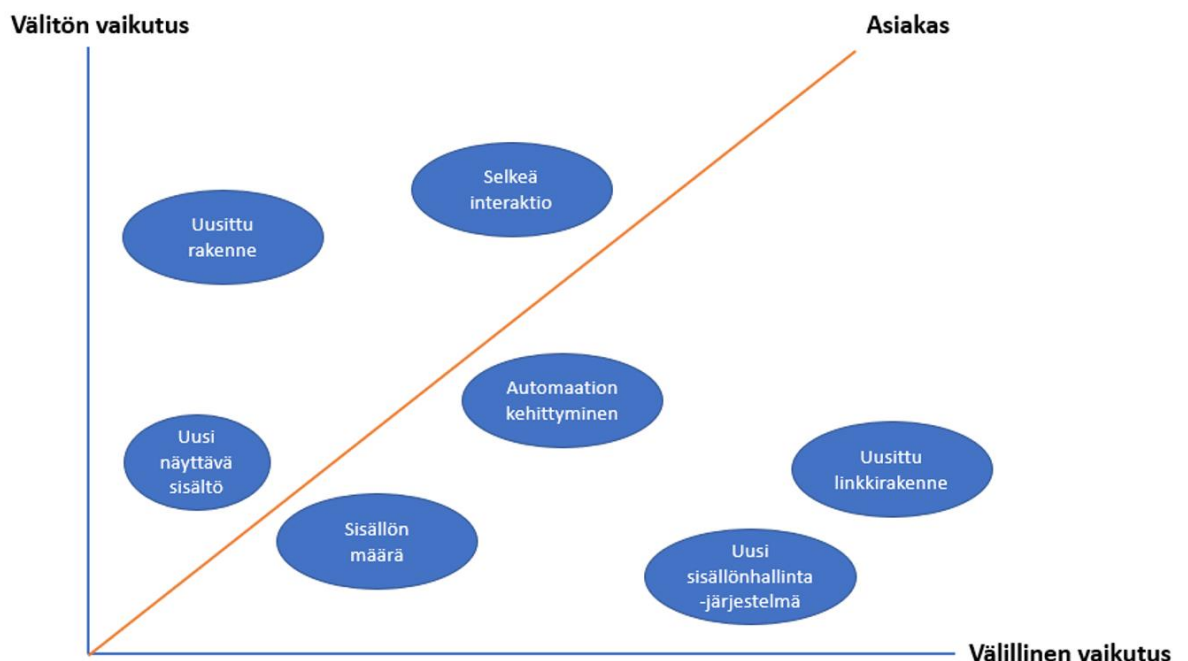 Välitön vaikutus
Asiakas
Selkeä
interaktio
Uusittu
rakenne
Automaation
kehittyminen
Uusi
näyttävä
sisältö
Uusittu
linkkirakenne
Sisällön
määrä
Uusi
sisällönhallinta
-järjestelmä
Välillinen vaikutus